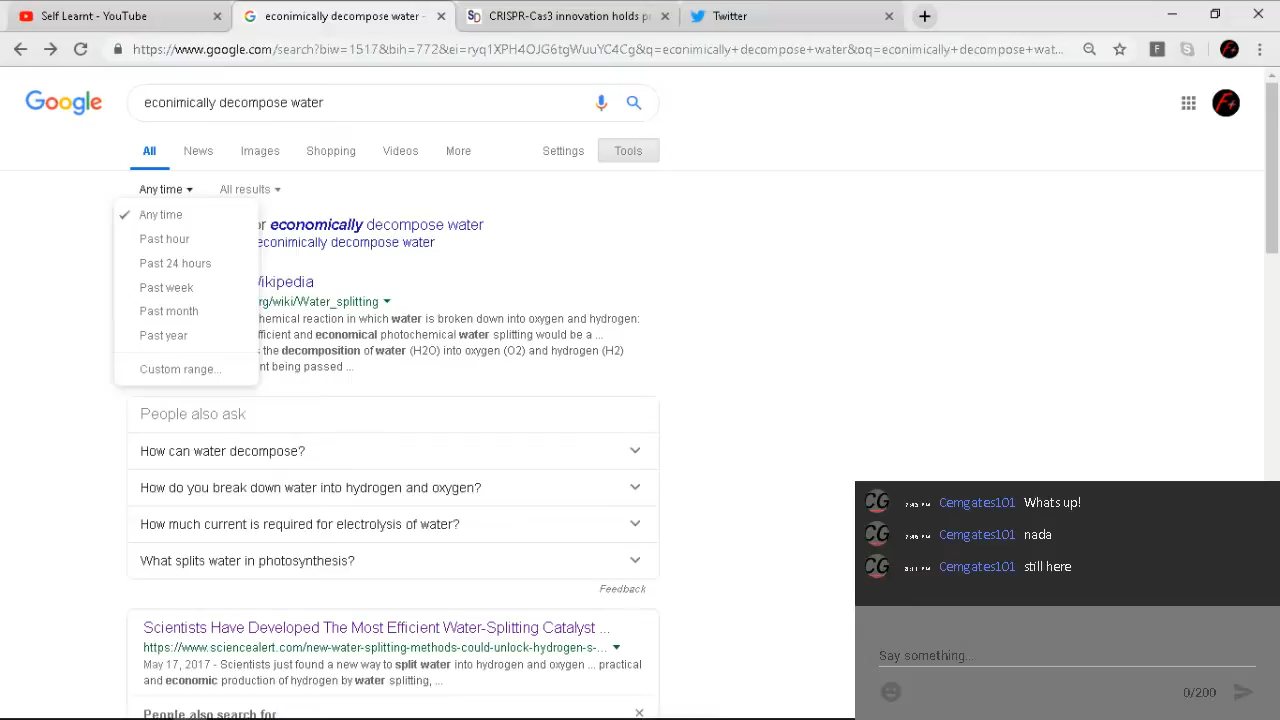 Self Learnt - YouTube
econimically decompose water -
CRISPR-Cas3 innovation holds pr
Twitter
https://www.google.com/search?biw=1517&bih=772&ei=ryq1XPH4OJG6tgWuuYC4Cg&q=econimically+decompose+water&oq=econimically+decompose+wat...
Google
econimically decompose water
All
News
Images
Shopping
Videos
More
Settings
Tools
Any time
All results
Any time
Past hour
Past 24 hours
Past week
Past month
Past year
Custom range...
or economically decompose water
econimically decompose water
Wikipedia
rg/wiki/Water_splitting
hemical reaction in which water is broken down into oxygen and hydrogen:
fficient and economical photochemical water splitting would be a ...
s the decomposition of water (H2O) into oxygen (O2) and hydrogen (H2)
nt being passed ...
People also ask
How can water decompose?
How do you break down water into hydrogen and oxygen?
How much current is required for electrolysis of water?
What splits water in photosynthesis?
Feedback
Scientists Have Developed The Most Efficient Water-Splitting Catalyst ...
https://www.sciencealert.com/new-water-splitting-methods-could-unlock-hydrogen-s-...
May 17, 2017 - Scientists just found a new way to split water into hydrogen and oxygen ... practical
and economic production of hydrogen by water splitting, ...
People also search for
CG Cemgates101 Whats up!
CG Cemgates101 nada
CG Cemgates101 still here
Say something...
0/200